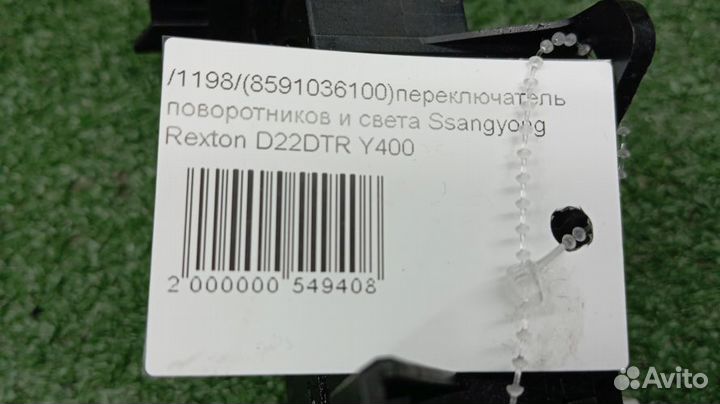 /1198/(8591036100)переключатель
поворотников и света Ssangyong
Rexton D22DTR Y400
2 000000 549408
Avito